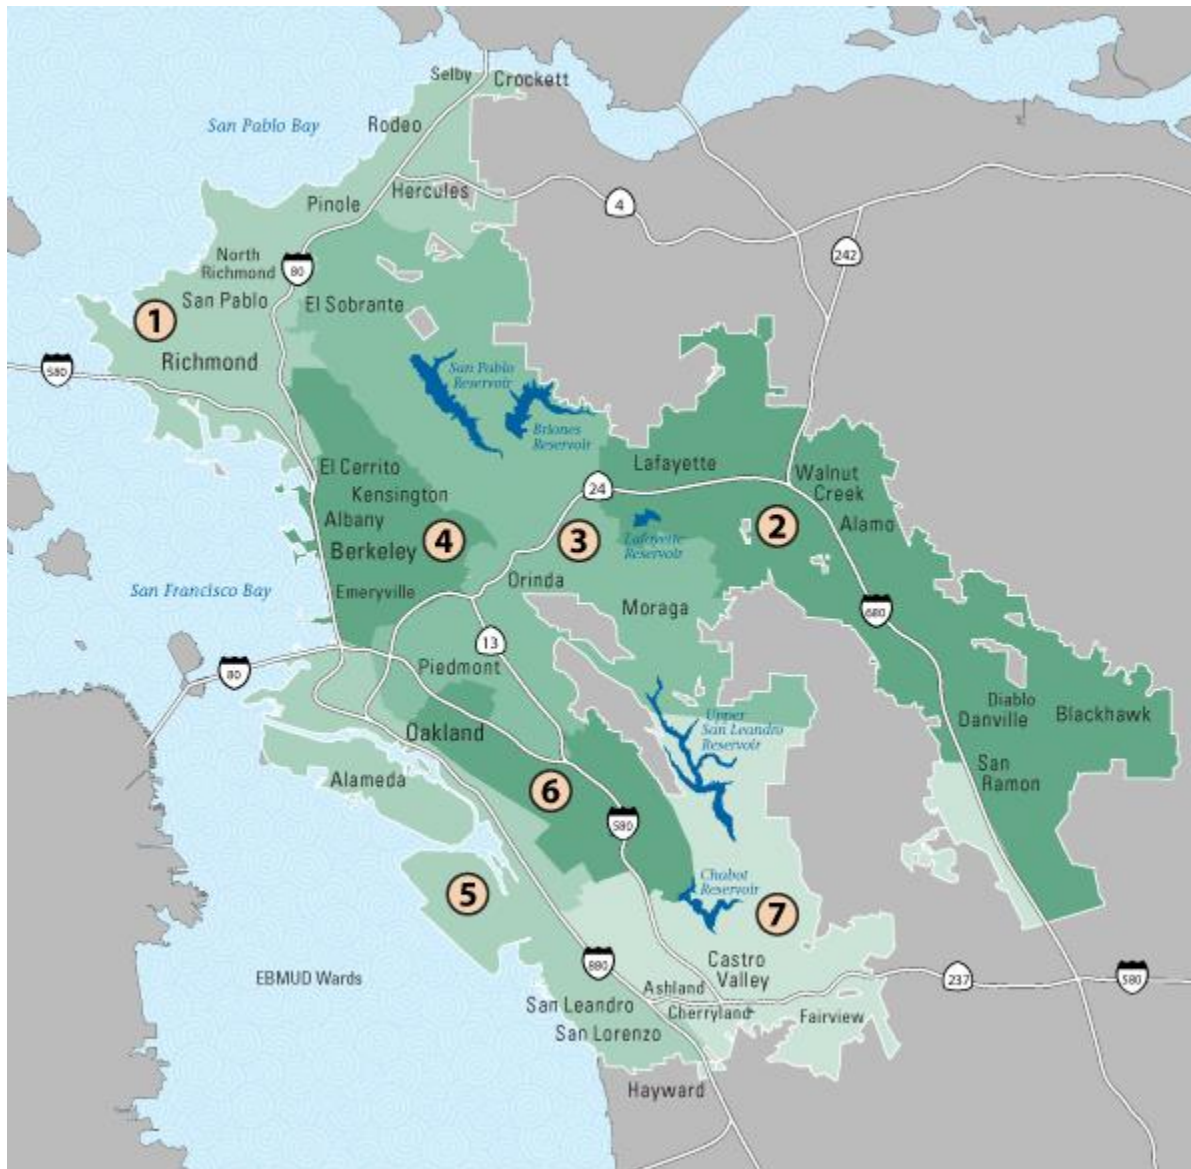 Selby
Crockett
San Pablo Bay
Rodeo
Hercules
4
Pinole
242
North
Richmond
80
San Pablo
El Sobrante
1
Richmond
580
San Pablo
Reservoir
Briones
Reservoir
El Cerrito
Lafayette
Walnut
Creek
24
Kensington
Albany
Alamo
2
4
3
Berkeley
Lafayette
Reservoir
Orinda
San Francisco Bay
Emeryville
Moraga
680
13
80
Piedmont
Diablo
Danville
Blackhawk
Upper
San Leandro
Reservoir
Oakland
San
Ramon
Alameda
6
580
Chabot
Reservoir
5
7
880
Castro
Valley
EBMUD Wards
237
580
Ashland
San Leandro
Cherryland
Fairview
San Lorenzo
Hayward